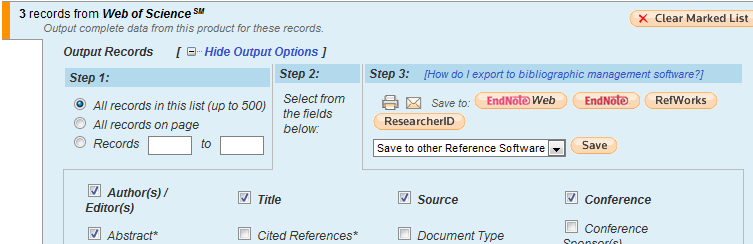 3 records from Web of Science SM
Output complete data from this product for these records.
Clear Marked List
Output Records [ Hide Output Options ]
Step 1:
All records in this list (up to 500)
All records on page
Records to
Step 2:
Select from
the fields
below:
Step 3: [How do I export to bibliographic management software?]
Save to: EndNote Web EndNote RefWorks
ResearcherID
Save to other Reference Software Save
Author(s) /
Editor(s)
Title
Source
Conference
Abstract*
Cited References*
Document Type
Conference
Sponsor(s)